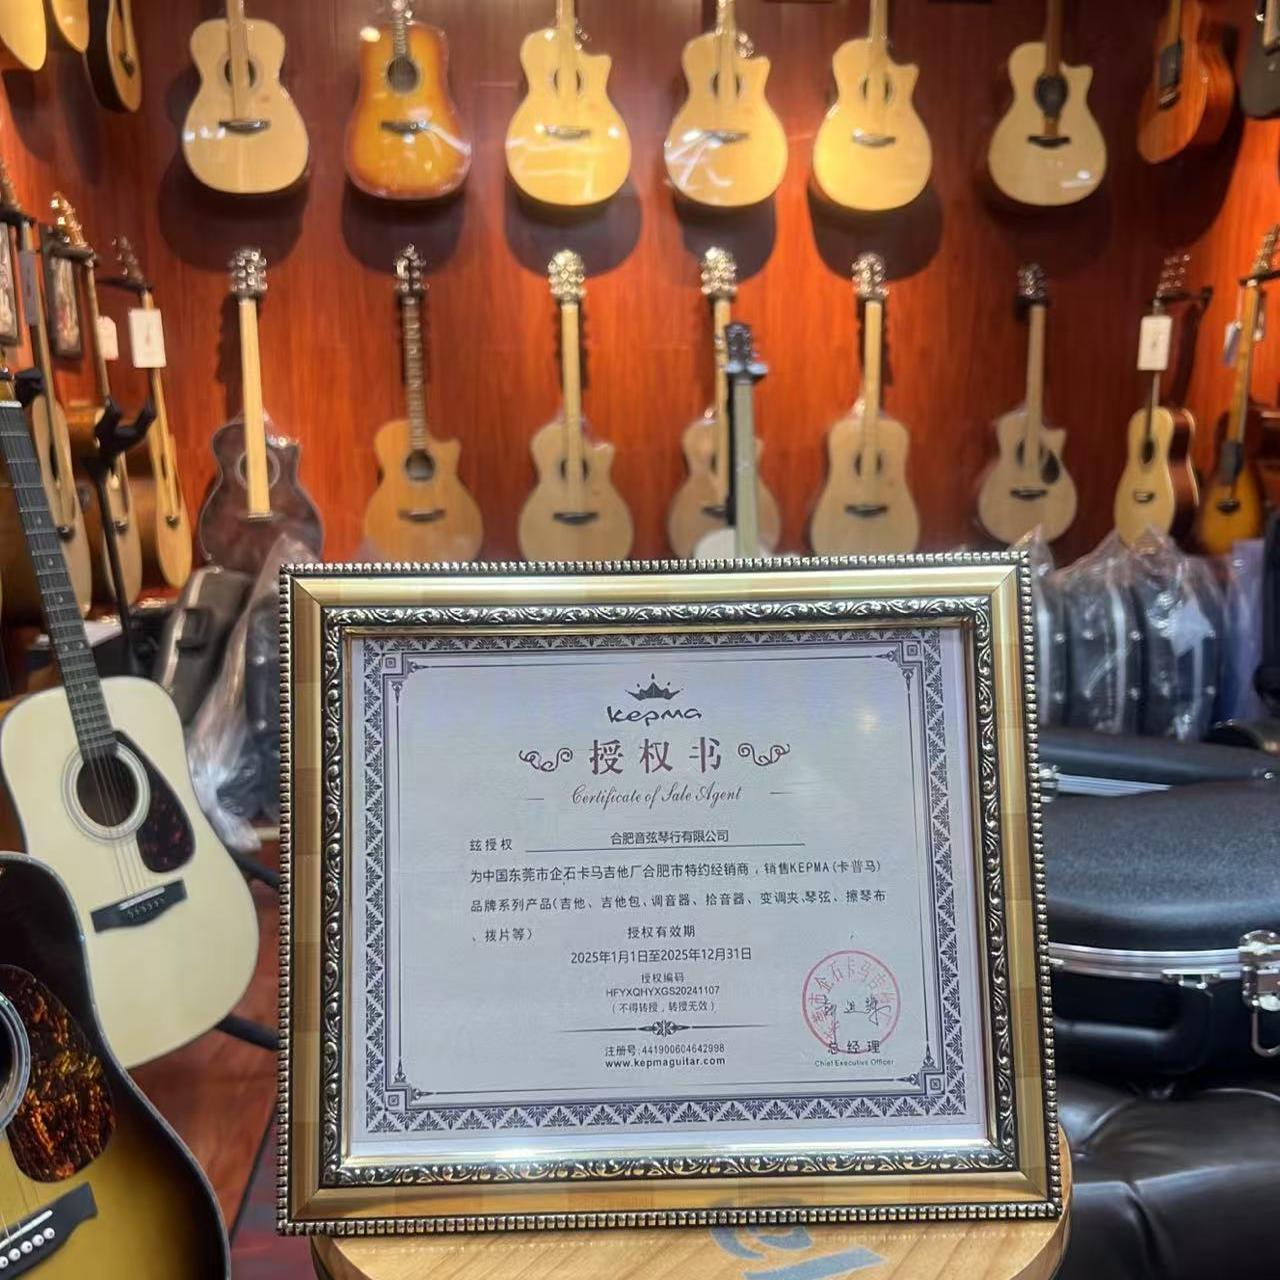 kepma
授权书
Certificate of Sale Agent
兹授权 合肥音弦琴行有限公司
为中国东莞市企石卡马吉他厂合肥市特约经销商，销售KEPMA(卡普马)
品牌系列产品(吉他、吉他包、调音器、拾音器、变调夹、琴弦、擦琴布
、拨片等)
授权有效期
2025年1月1日至2025年12月31日
授权编码
HFYXQHYXGS20241107
(不得转授，转授无效)
注册号:441900604642998
www.kepmaguitar.com
总经理
Chief Executive Officer